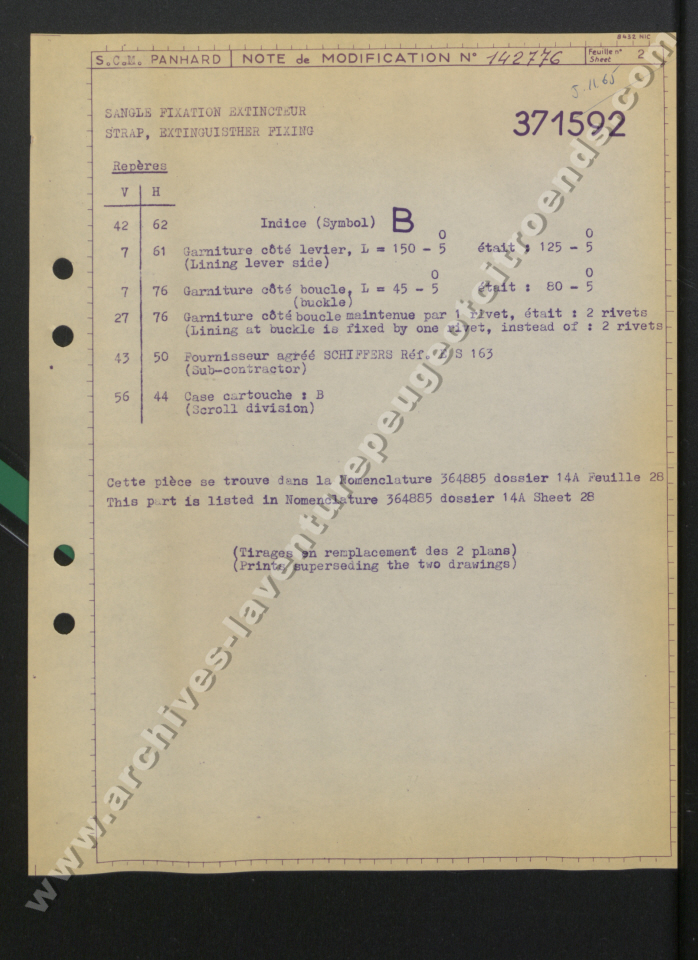 8452 NIC
S.C.M. PANHARD NOTE de MODIFICATION N° 142776 Feuille n° Sheet 2
5.11.65
SANGLE FIXATION EXTINCTEUR
STRAP, EXTINGUISTHER FIXING
371592
Repères
V H
42 62 Indice (Symbol) B
7 61 Garniture côté levier, L = 150 - 0 5 était : 125 - 0 5
(Lining lever side)
7 76 Garniture côté boucle, L = 45 - 0 5 était : 80 - 0 5
(buckle)
27 76 Garniture côté boucle maintenue par 1 rivet, était : 2 rivets
(Lining at buckle is fixed by one rivet, instead of : 2 rivets
43 50 Fournisseur agréé SCHIFFERS Réf. E/S 163
(Sub-contractor)
56 44 Case cartouche : B
(Scroll division)
Cette pièce se trouve dans la Nomenclature 364885 dossier 14A Feuille 28
This part is listed in Nomenclature 364885 dossier 14A Sheet 28
(Tirages en remplacement des 2 plans)
(Prints superseding the two drawings)
www.archives-laventurepeugeotcitroends.com